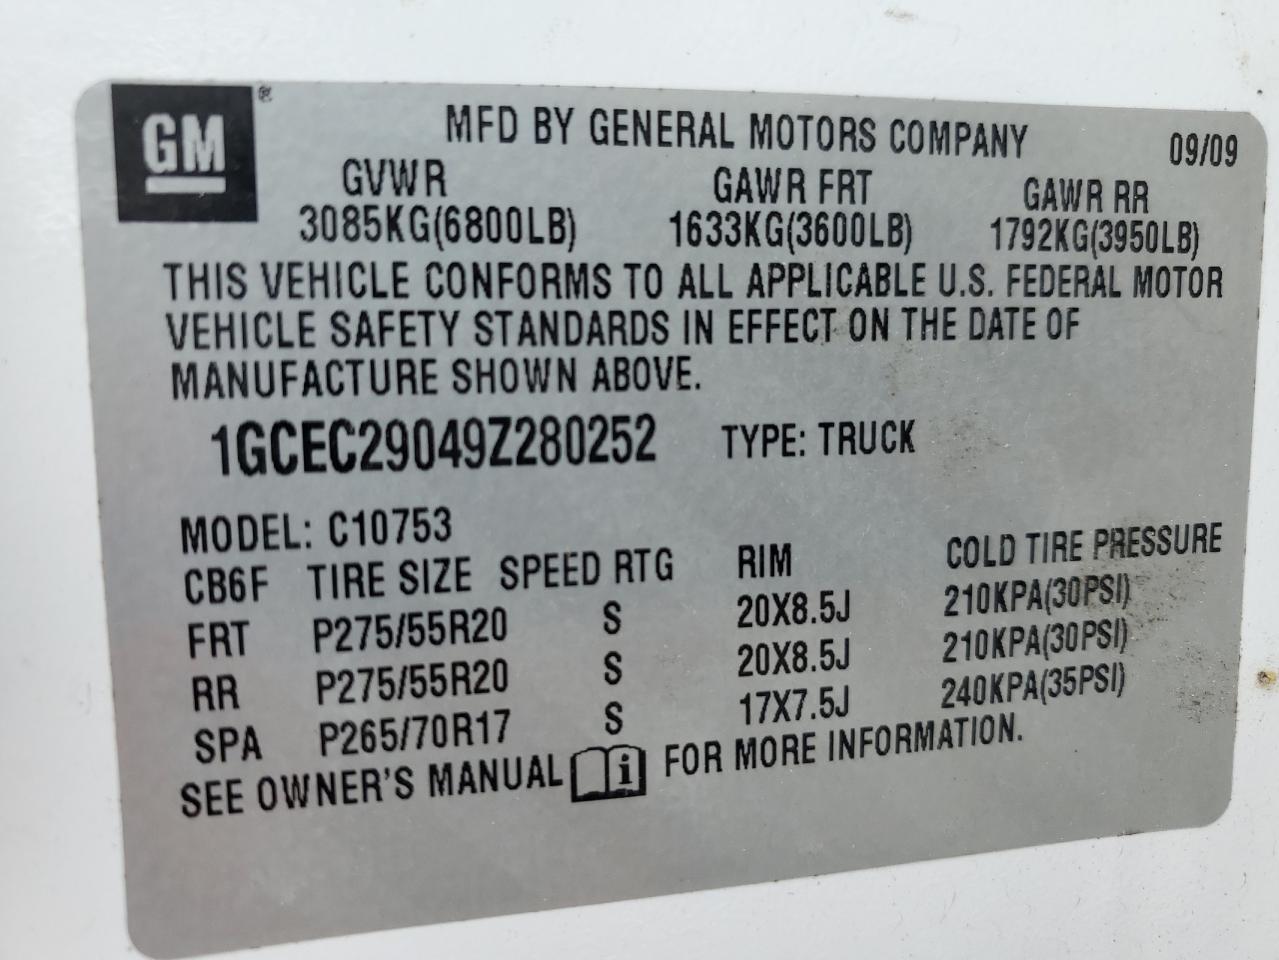 GM®
MFD BY GENERAL MOTORS COMPANY 09/09
GVWR GAWR FRT GAWR RR
3085KG(6800LB) 1633KG(3600LB) 1792KG(3950LB)
THIS VEHICLE CONFORMS TO ALL APPLICABLE U.S. FEDERAL MOTOR
VEHICLE SAFETY STANDARDS IN EFFECT ON THE DATE OF
MANUFACTURE SHOWN ABOVE.
1GCEC29049Z280252 TYPE: TRUCK
MODEL: C10753
CB6F TIRE SIZE SPEED RTG RIM COLD TIRE PRESSURE
FRT P275/55R20 S 20X8.5J 210KPA(30PSI)
RR P275/55R20 S 20X8.5J 210KPA(30PSI)
SPA P265/70R17 S 17X7.5J 240KPA(35PSI)
SEE OWNER'S MANUAL i FOR MORE INFORMATION.